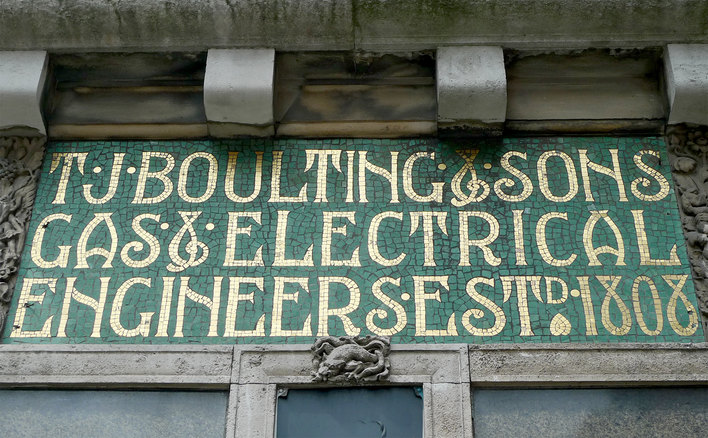 T·J·BOULTING·&·SONS
GAS·&·ELECTRICAL
ENGINEERS·ESTD·1808